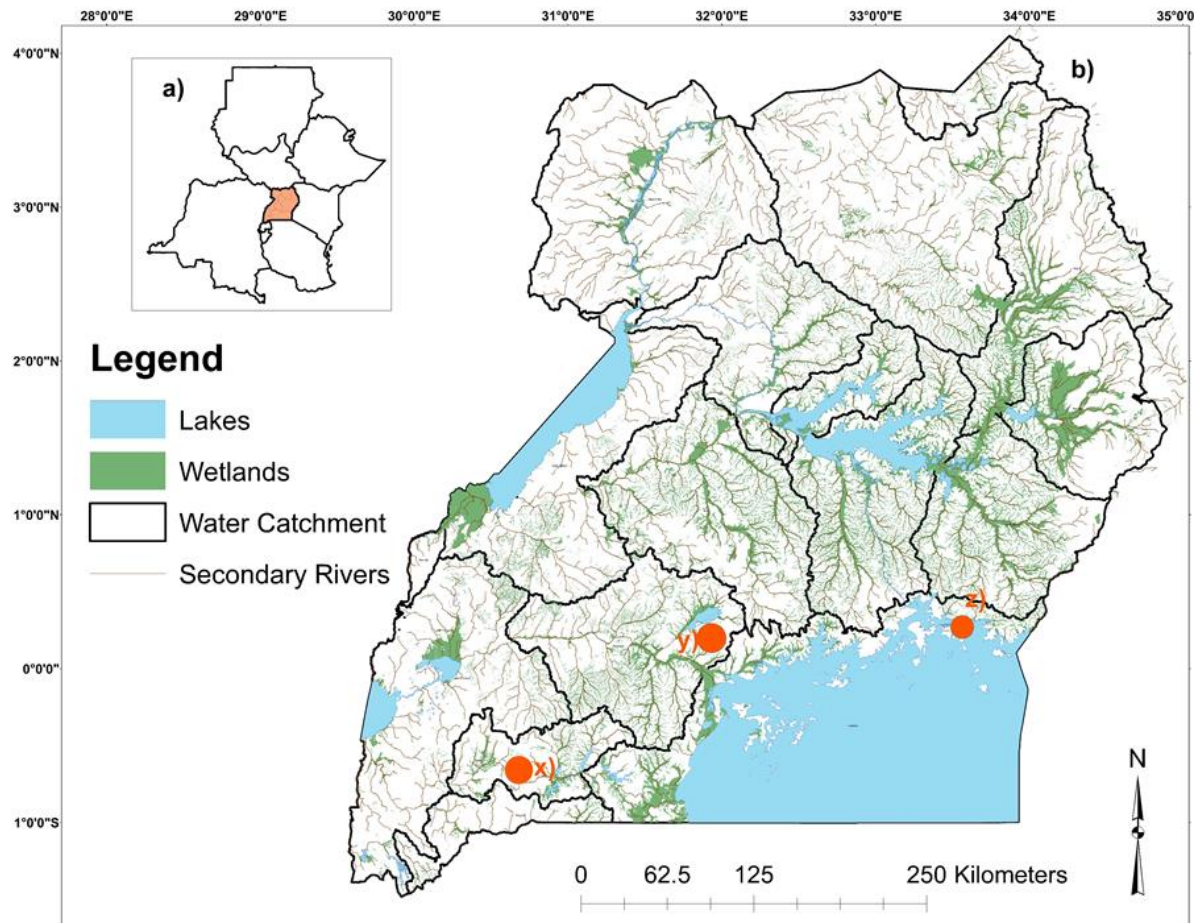 28°0'0"E 29°0'0"E 30°0'0"E 31°0'0"E 32°0'0"E 33°0'0"E 34°0'0"E 35°0'0
4°0'0"N
a)
b)
3°0'0"N
Legend
2°0'0"N
Lakes
Wetlands
1°0'0"N
Water Catchment
Secondary Rivers
z)
y)
0°0'0"
x)
N
1°0'0"S
0 62.5 125 250 Kilometers